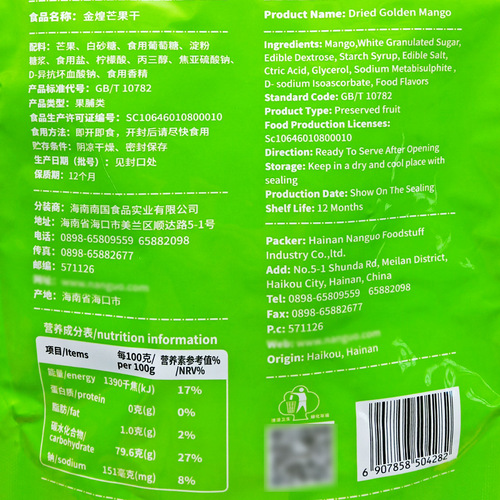 食品名称：金煌芒果干
配料：芒果、白砂糖、食用葡萄糖、淀粉
糖浆、食用盐、柠檬酸、丙三醇、焦亚硫酸钠、
D-异抗坏血酸钠、食用香精
产品标准代号：GB/T 10782
产品类型：果脯类
食品生产许可证编号：SC10646010800010
食用方法：即开即食，开封后请尽快食用
贮存条件：阴凉干燥、密封保存
生产日期（批号）：见封口处
保质期：12个月
分装商：海南南国食品实业有限公司
地址：海南省海口市美兰区顺达路5-1号
电话：0898-65809559 65882098
传真：0898-65882677
邮编：571126
产地：海南省海口市
营养成分表/nutrition information
项目/Items 每100克/per 100g 营养素参考值%/NRV%
能量/energy 1390千焦(kJ) 17%
蛋白质/protein 0克(g) 0%
脂肪/fat 1.0克(g) 2%
碳水化合物/carbohydrate 79.6克(g) 27%
钠/sodium 151毫克(mg) 8%
Product Name: Dried Golden Mango
Ingredients: Mango,White Granulated Sugar,
Edible Dextrose, Starch Syrup, Edible Salt,
Ctric Acid, Glycerol, Sodium Metabisulphite ,
D- sodium Isoascorbate, Food Flavors
Standard Code: GB/T 10782
Product Type: Preserved fruit
Food Production Licenses:
Sc10646010800010
Direction: Ready To Serve After Opening
Storage: Keep in a dry and cool place with
sealing
Production Date: Show On The Sealing
Shelf Life: 12 Months
Packer: Hainan Nanguo Foodstuff
Industry Co.,ltd.
Add: No.5-1 Shunda Rd, Meilan District,
Haikou City, Hainan, China
Tel: 0898-65809559 65882098
Fax: 0898-65882677
P.c: 571126
Origin: Haikou, Hainan
6 907858 504282